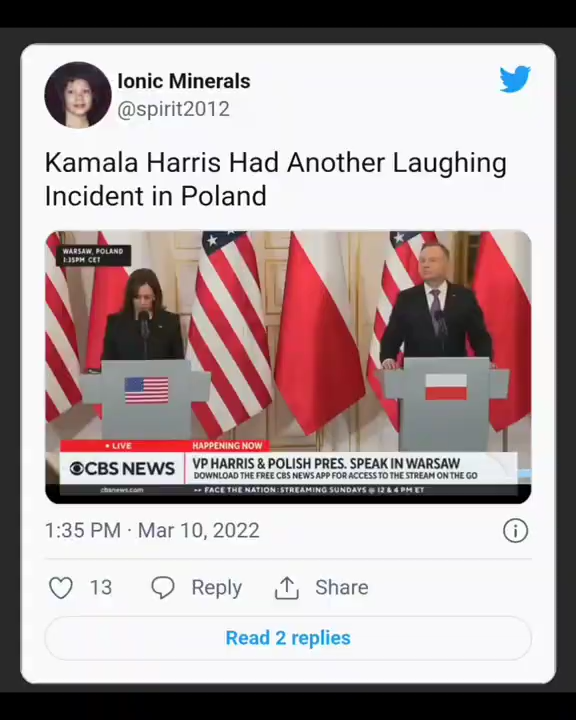 Ionic Minerals
@spirit2012
Kamala Harris Had Another Laughing
Incident in Poland
WARSAW, POLAND
1:35PM CET
• LIVE HAPPENING NOW
CBS NEWS
VP HARRIS & POLISH PRES. SPEAK IN WARSAW
DOWNLOAD THE FREE CBS NEWS APP FOR ACCESS TO THE STREAM ON THE GO
cbsnews.com
FACE THE NATION: STREAMING SUNDAYS @ 12 & 4 PM ET
1:35 PM · Mar 10, 2022
13 Reply Share
Read 2 replies